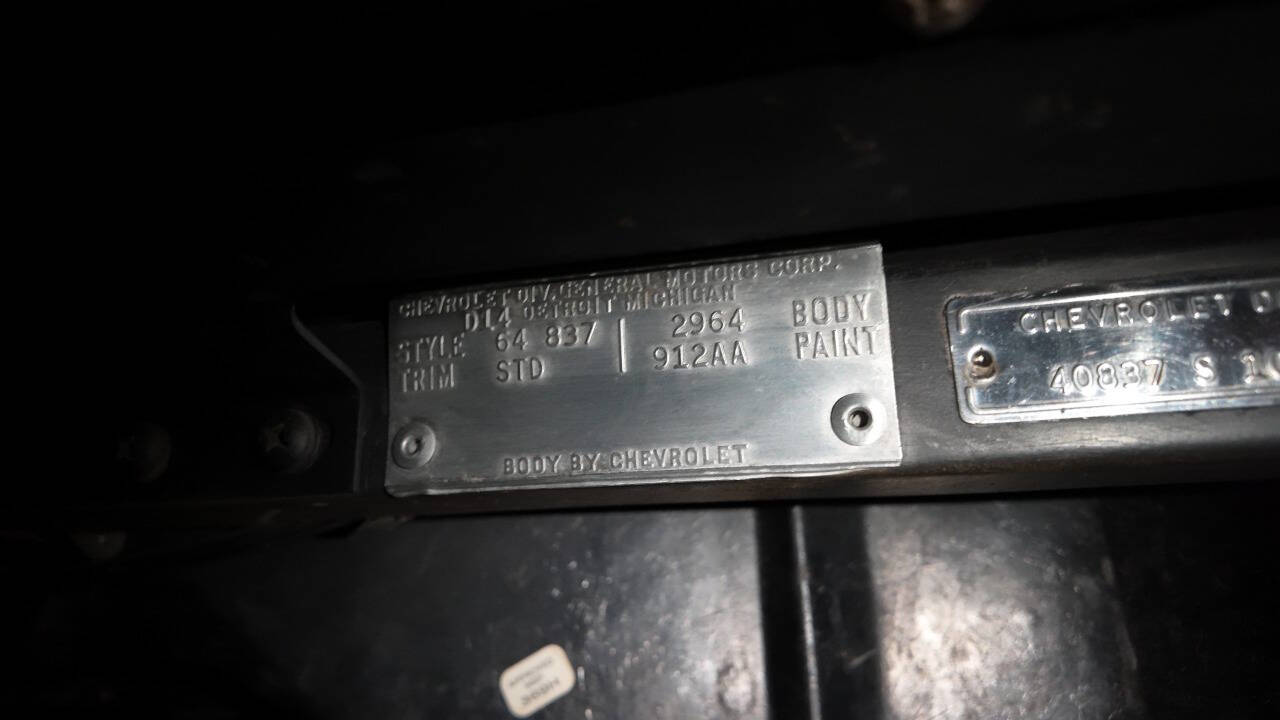 CHEVROLET DIV. GENERAL MOTORS CORP.
D14 DETROIT MICHIGAN
STYLE 64 837 2964 BODY
TRIM STD 912AA PAINT
BODY BY CHEVROLET
CHEVROLET D
40837 S 10